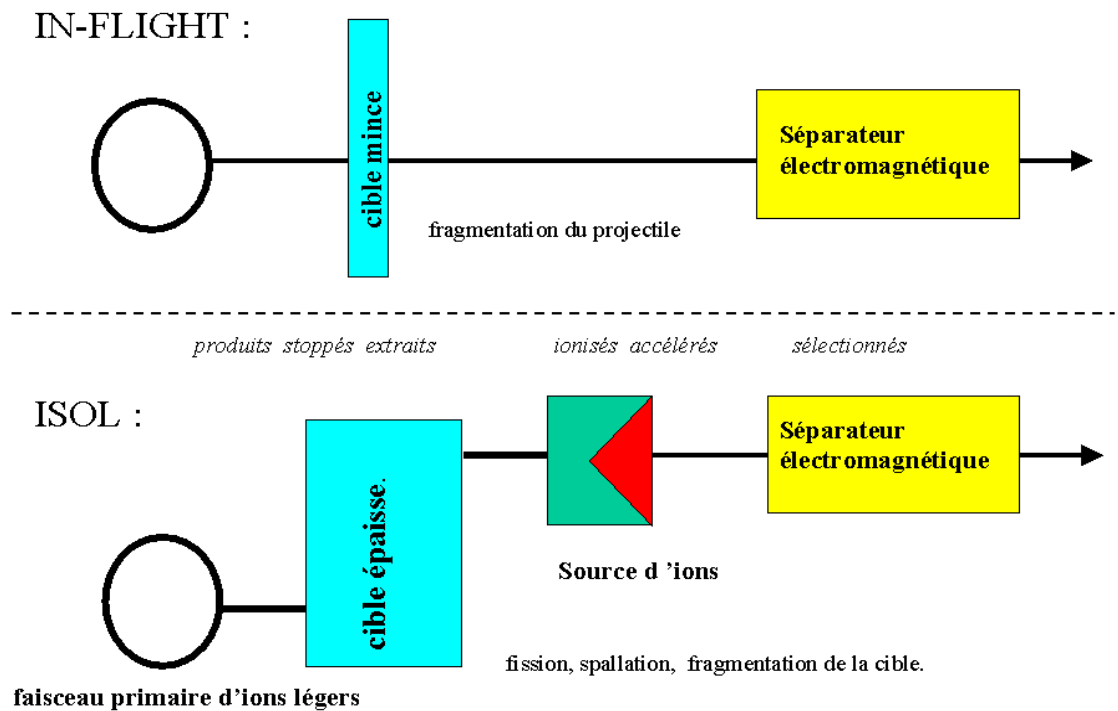 IN-FLIGHT :
cible mince
Séparateur
électromagnétique
fragmentation du projectile
produits stoppés extraits
ionisés accélérés
sélectionnés
ISOL :
cible épaisse.
Séparateur
électromagnétique
Source d ’ions
fission, spallation, fragmentation de la cible.
faisceau primaire d’ions légers